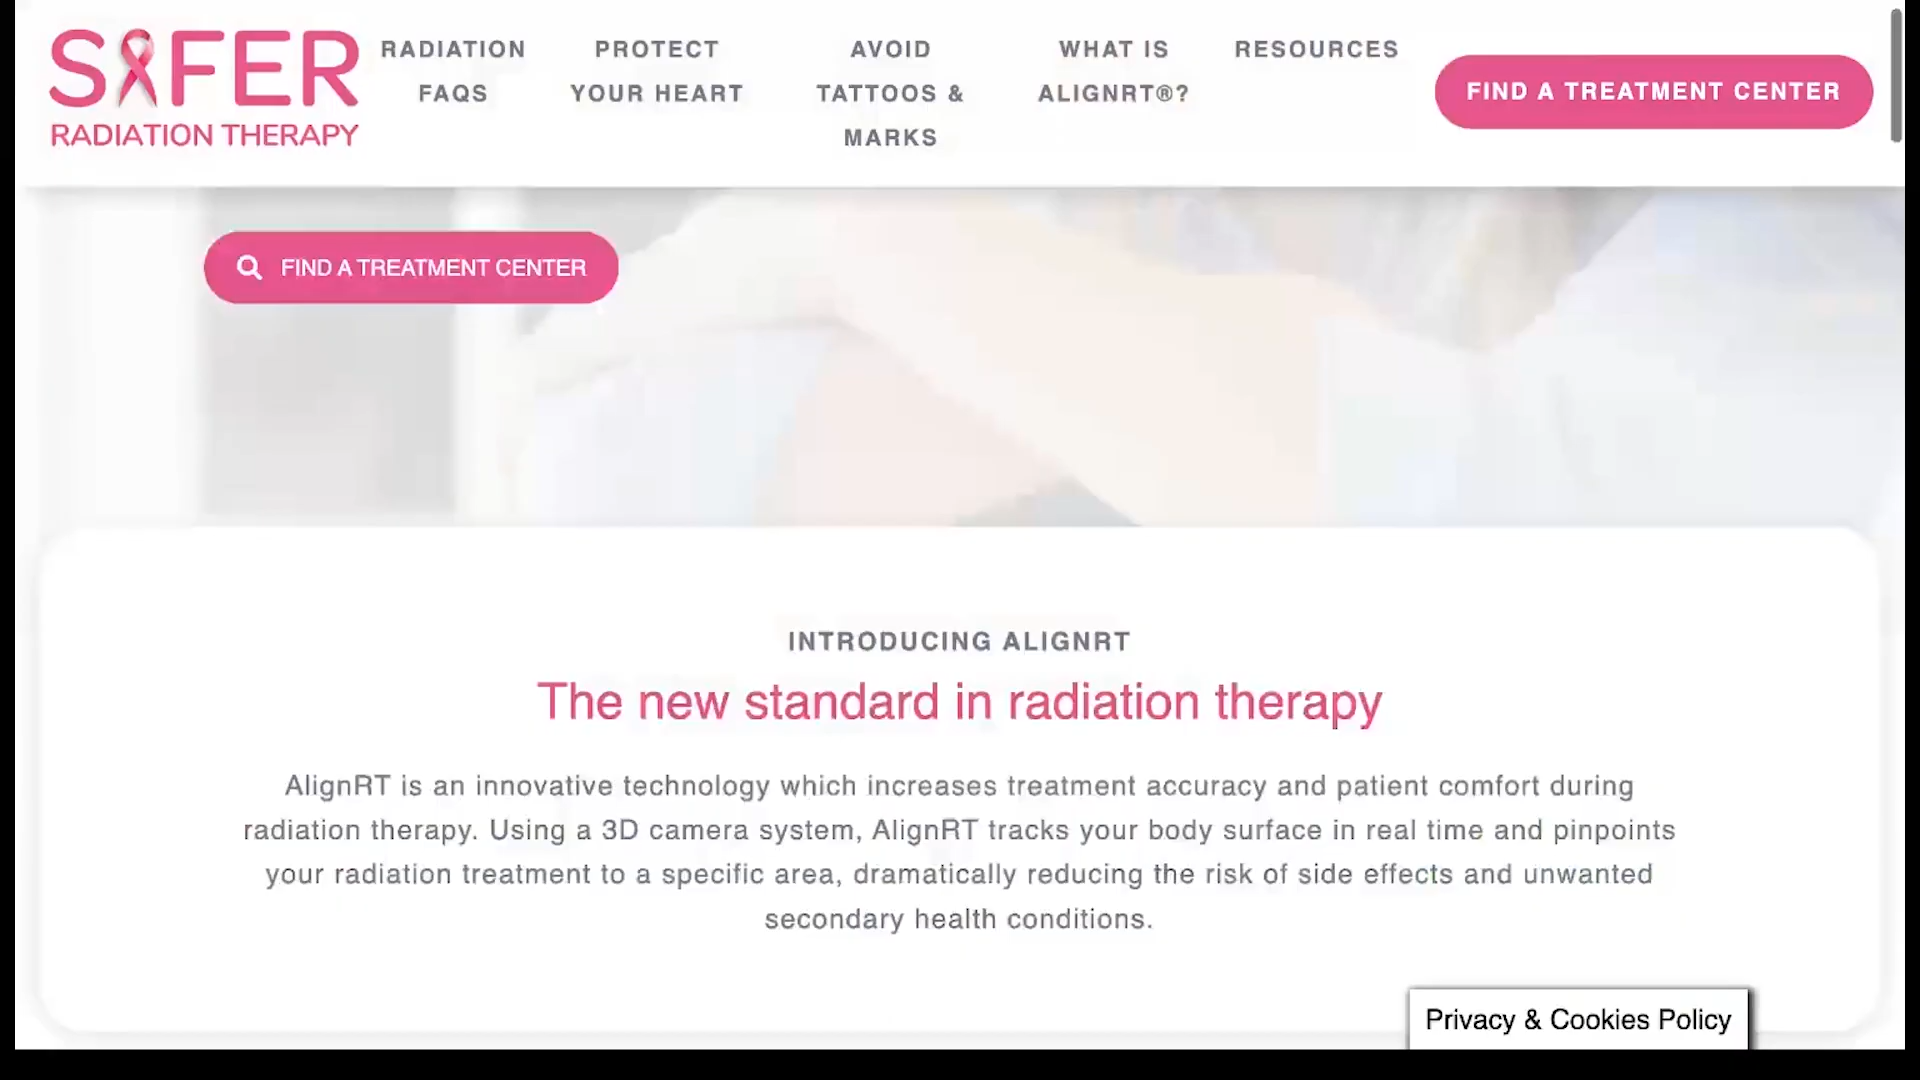 SAFER
RADIATION THERAPY
RADIATION
FAQS
PROTECT
YOUR HEART
AVOID
TATTOOS &
MARKS
WHAT IS
ALIGNRT®?
RESOURCES
FIND A TREATMENT CENTER
FIND A TREATMENT CENTER
INTRODUCING ALIGNRT
The new standard in radiation therapy
AlignRT is an innovative technology which increases treatment accuracy and patient comfort during
radiation therapy. Using a 3D camera system, AlignRT tracks your body surface in real time and pinpoints
your radiation treatment to a specific area, dramatically reducing the risk of side effects and unwanted
secondary health conditions.
Privacy & Cookies Policy